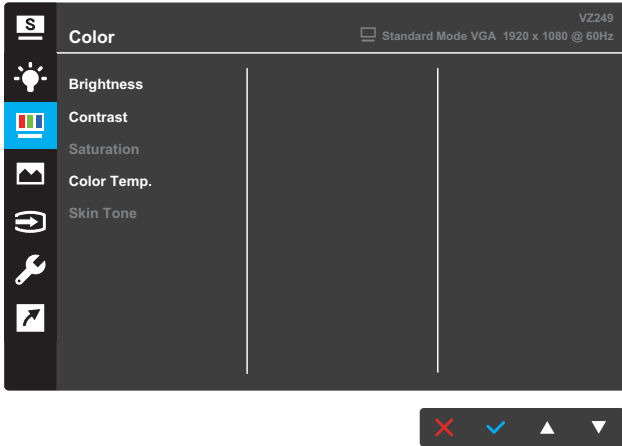 S
VZ249
Color
Standard Mode VGA 1920 x 1080 @ 60Hz
Brightness
Contrast
Saturation
Color Temp.
Skin Tone